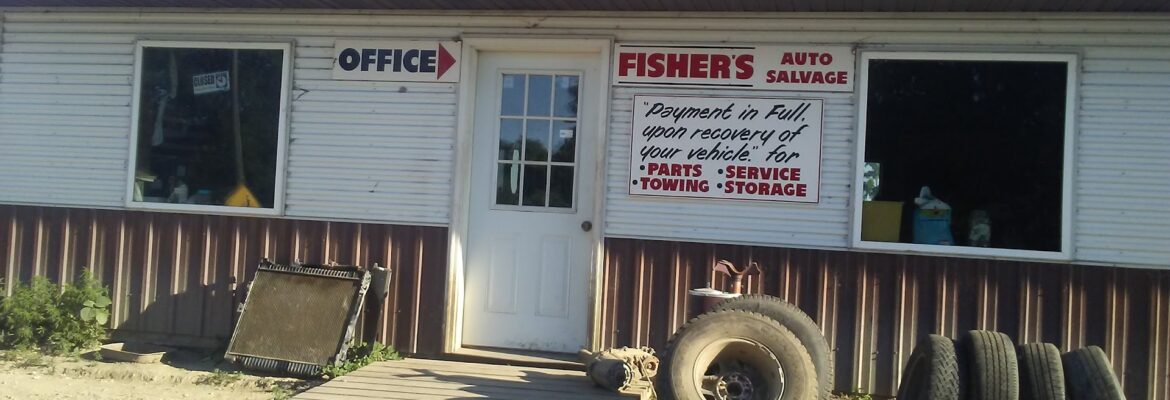 CLOSED
OFFICE
FISHER'S
AUTO
SALVAGE
"Payment in Full,
upon recovery of
your vehicle." for
•PARTS •SERVICE
•TOWING •STORAGE